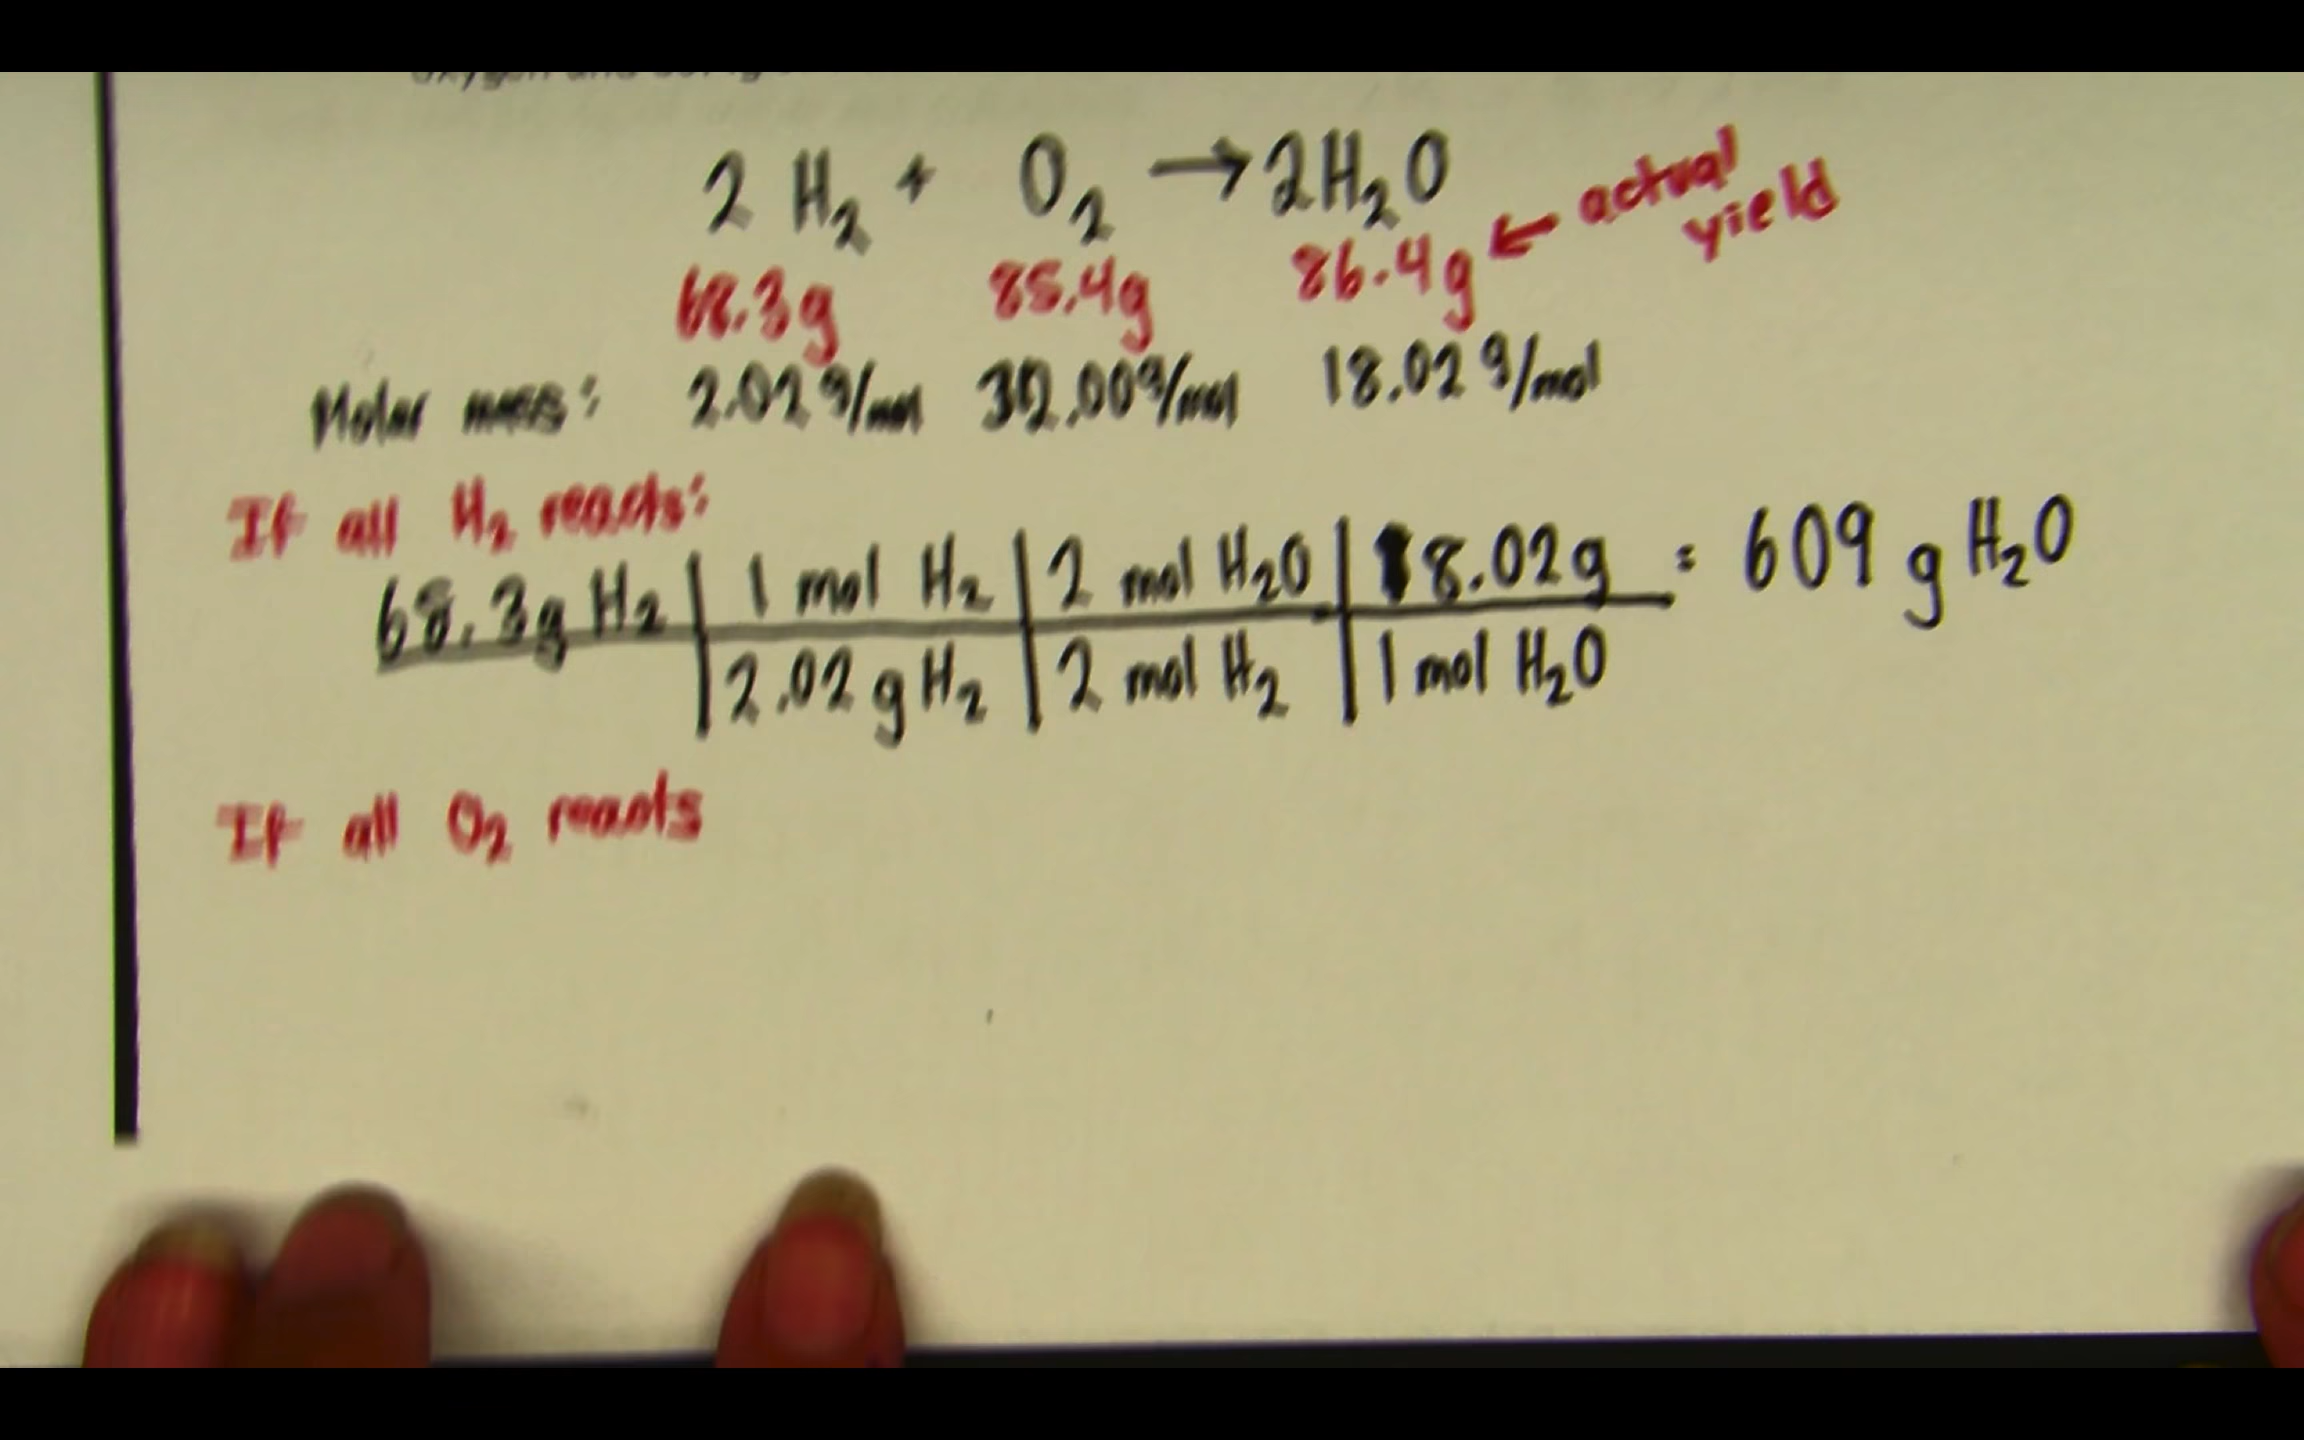 2 H₂ + O₂ → 2H₂O ← actual yield
68.3g 85.4g 86.4g
Molar mass: 2.02 g/mol 32.00 g/mol 18.02 g/mol
If all H₂ reacts:
68.3g H₂ | 1 mol H₂ | 2 mol H₂O | 18.02g = 609 g H₂O
2.02 g H₂ | 2 mol H₂ | 1 mol H₂O
If all O₂ reacts